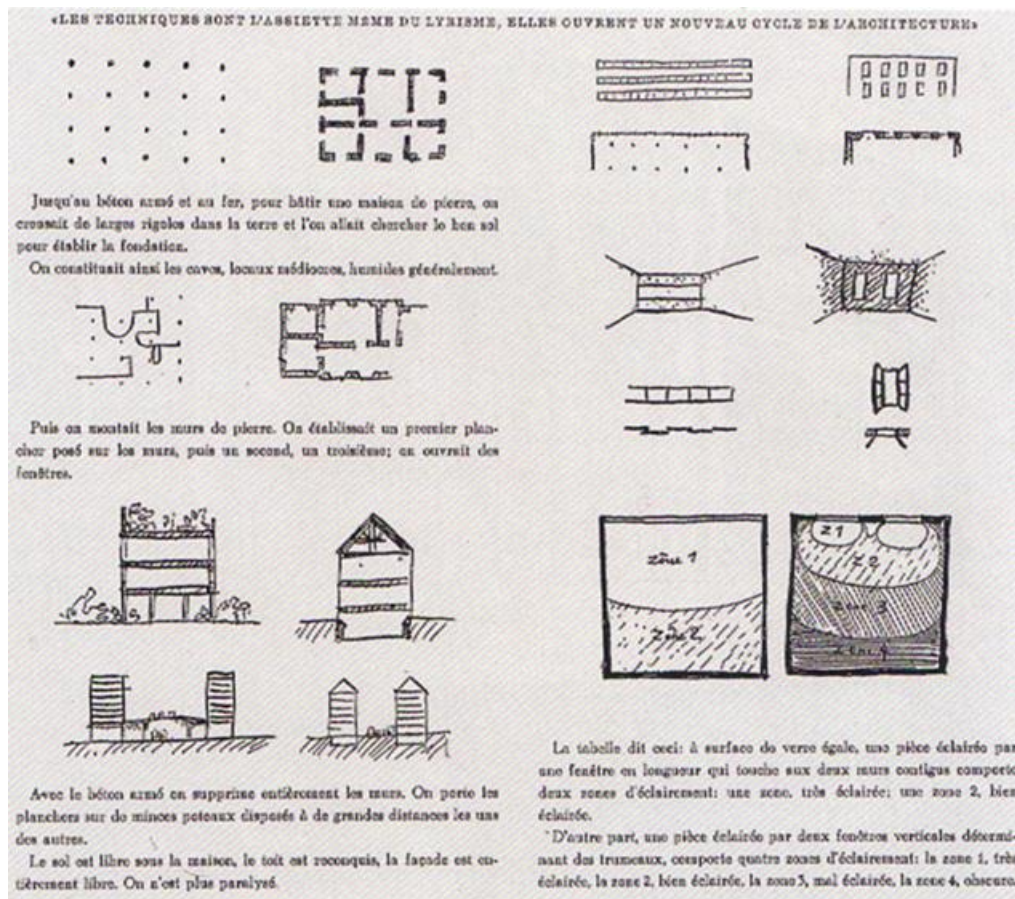 «LES TECHNIQUES SONT L'ASSIETTE MÊME DU LYRISME, ELLES OUVRENT UN NOUVEAU CYCLE DE L'ARCHITECTURE»
Jusqu'au béton armé et au fer, pour bâtir une maison de pierre, on
creusait de larges rigoles dans la terre et l'on allait chercher le bon sol
pour établir la fondation.
On constituait ainsi les caves, locaux médiocres, humides généralement.
Puis on montait les murs de pierre. On établissait un premier plan-
cher posé sur les murs, puis un second, un troisième; on ouvrait des
fenêtres.
Avec le béton armé on supprime entièrement les murs. On porte les
planchers sur de minces poteaux disposés à de grandes distances les uns
des autres.
Le sol est libre sous la maison, le toit est reconquis, la façade est en-
tièrement libre. On n'est plus paralysé.
zône 1
zône 2
Z1
Z2
zône 3
zône 4
La tabelle dit ceci: à surface de verre égale, une pièce éclairée par
une fenêtre en longueur qui touche aux deux murs contigus comporte
deux zones d'éclairement: une zone, très éclairée; une zone 2, bien
éclairée.
D'autre part, une pièce éclairée par deux fenêtres verticales détermi-
nant des trumeaux, comporte quatre zones d'éclairement: la zone 1, très
éclairée, la zone 2, bien éclairée, la zone 3, mal éclairée, la zone 4, obscure.